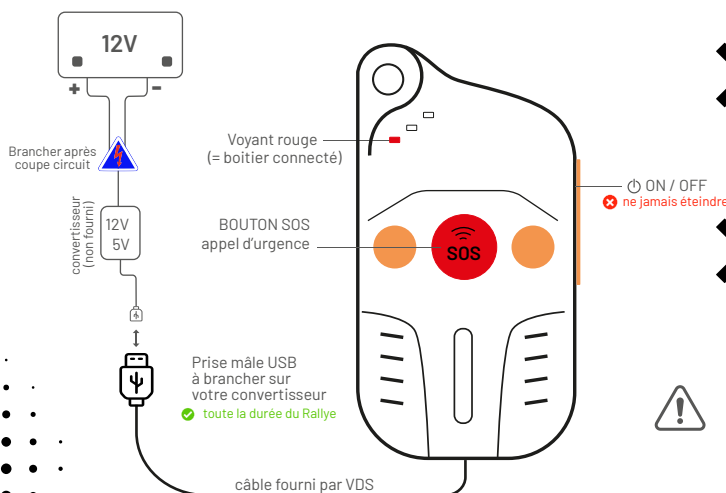 12V
+ -
Brancher après
coupe circuit
convertisseur
(non fourni)
12V
5V
Voyant rouge
(= boitier connecté)
BOUTON SOS
appel d'urgence
SOS
ON / OFF
ne jamais éteindre
Prise mâle USB
à brancher sur
votre convertisseur
toute la durée du Rallye
câble fourni par VDS
!